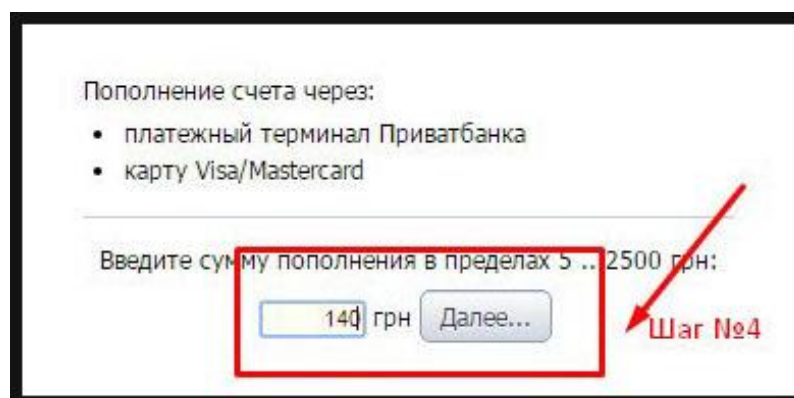 Пополнение счета через:
• платежный терминал Приватбанка
• карту Visa/Mastercard
Введите сумму пополнения в пределах 5 ... 2500 грн:
140 грн Далее...
Шаг №4